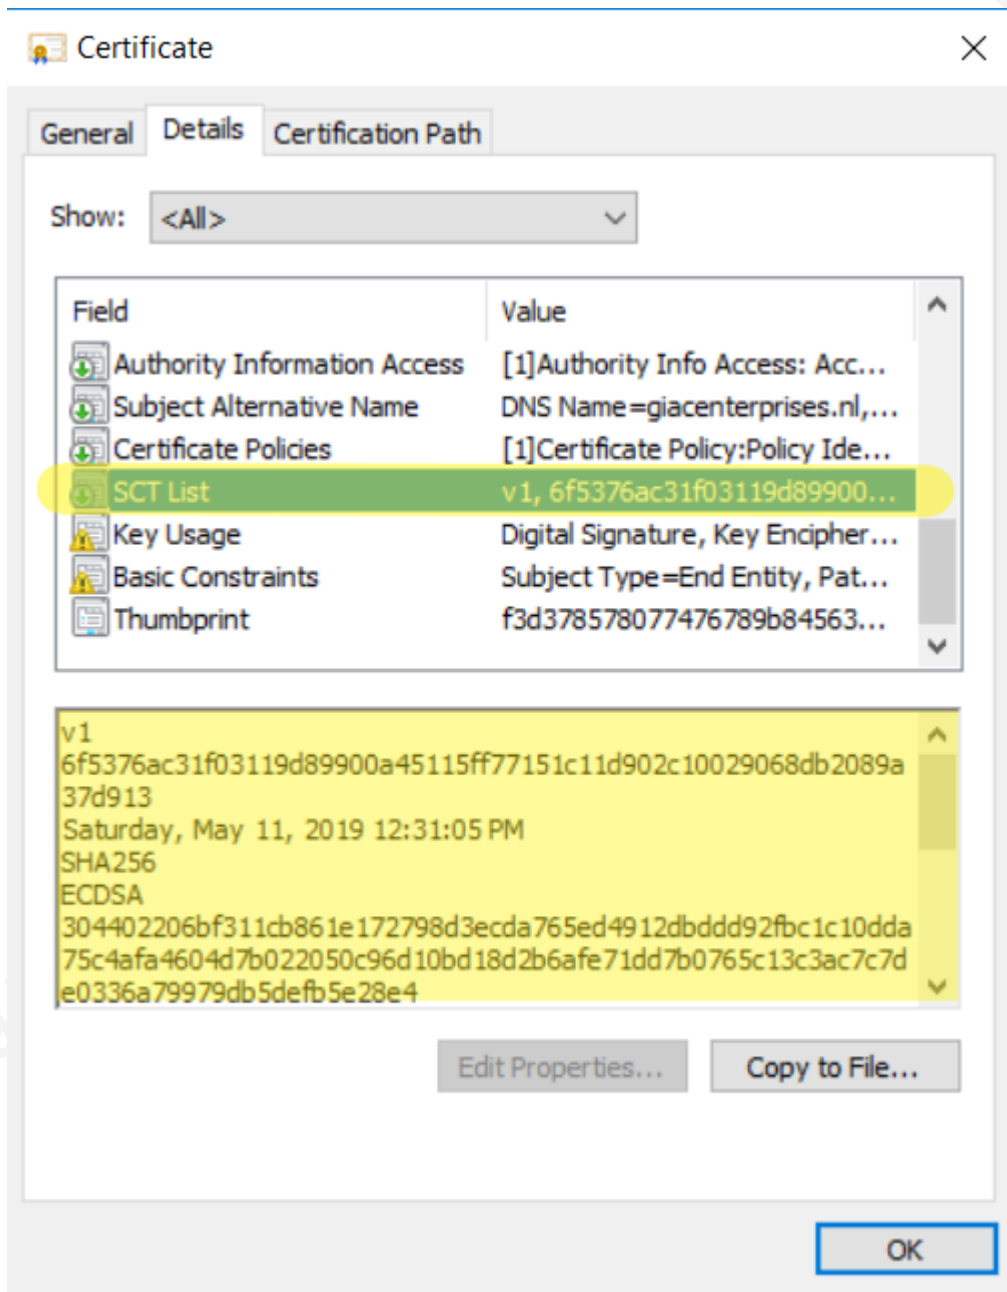 Certificate
General Details Certification Path
Show: <All>
Field Value
Authority Information Access [1]Authority Info Access: Acc...
Subject Alternative Name DNS Name=giacenterprises.nl,...
Certificate Policies [1]Certificate Policy:Policy Ide...
SCT List v1, 6f5376ac31f03119d89900...
Key Usage Digital Signature, Key Encipher...
Basic Constraints Subject Type=End Entity, Pat...
Thumbprint f3d378578077476789b84563...
v1
6f5376ac31f03119d89900a45115ff77151c11d902c10029068db2089a
37d913
Saturday, May 11, 2019 12:31:05 PM
SHA256
ECDSA
304402206bf311cb861e172798d3ecda765ed4912dbddd92fbc1c10dda
75c4afa4604d7b022050c96d10bd18d2b6afe71dd7b0765c13c3ac7c7d
e0336a79979db5defb5e28e4
Edit Properties... Copy to File...
OK